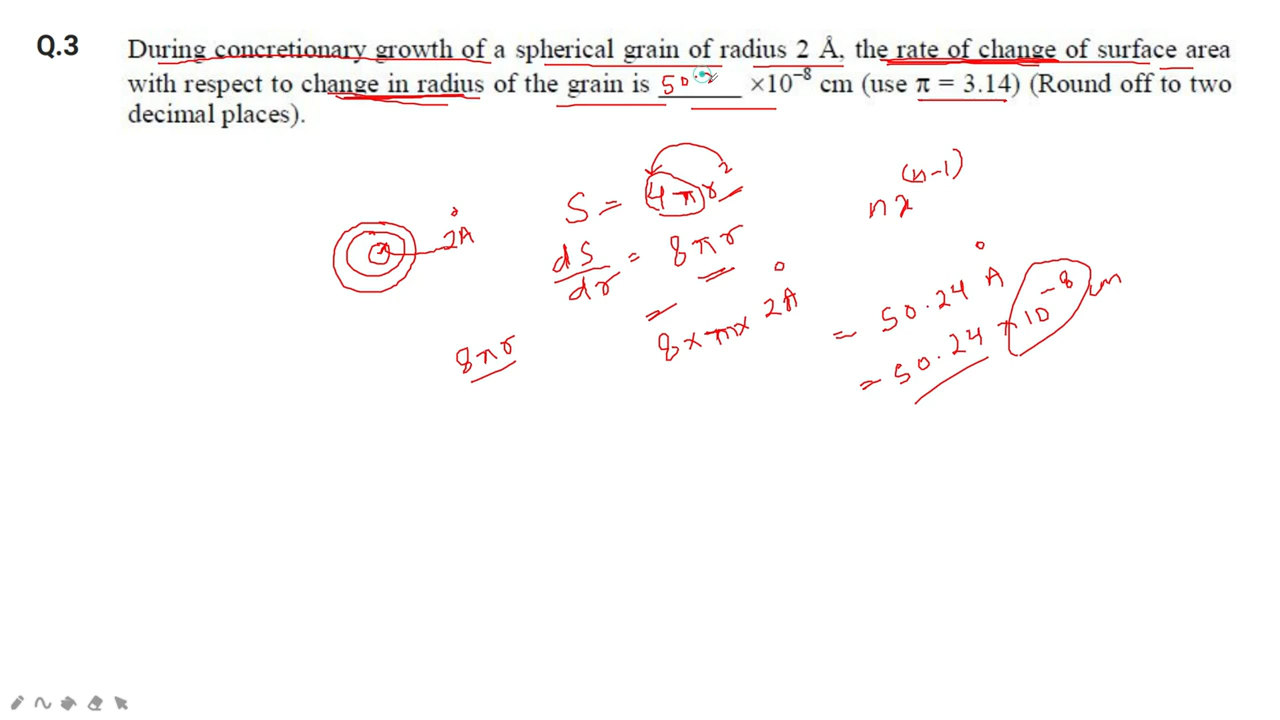 Q.3 During concretionary growth of a spherical grain of radius 2 Å, the rate of change of surface area
with respect to change in radius of the grain is 50.2 ______ ×10⁻⁸ cm (use π = 3.14) (Round off to two
decimal places).
n x^(n-1)
S = 4πr²
2Å
dS/dr = 8πr
= 50.24 Å
8×π× 2Å
= 50.24 × 10⁻⁸ cm
8πr